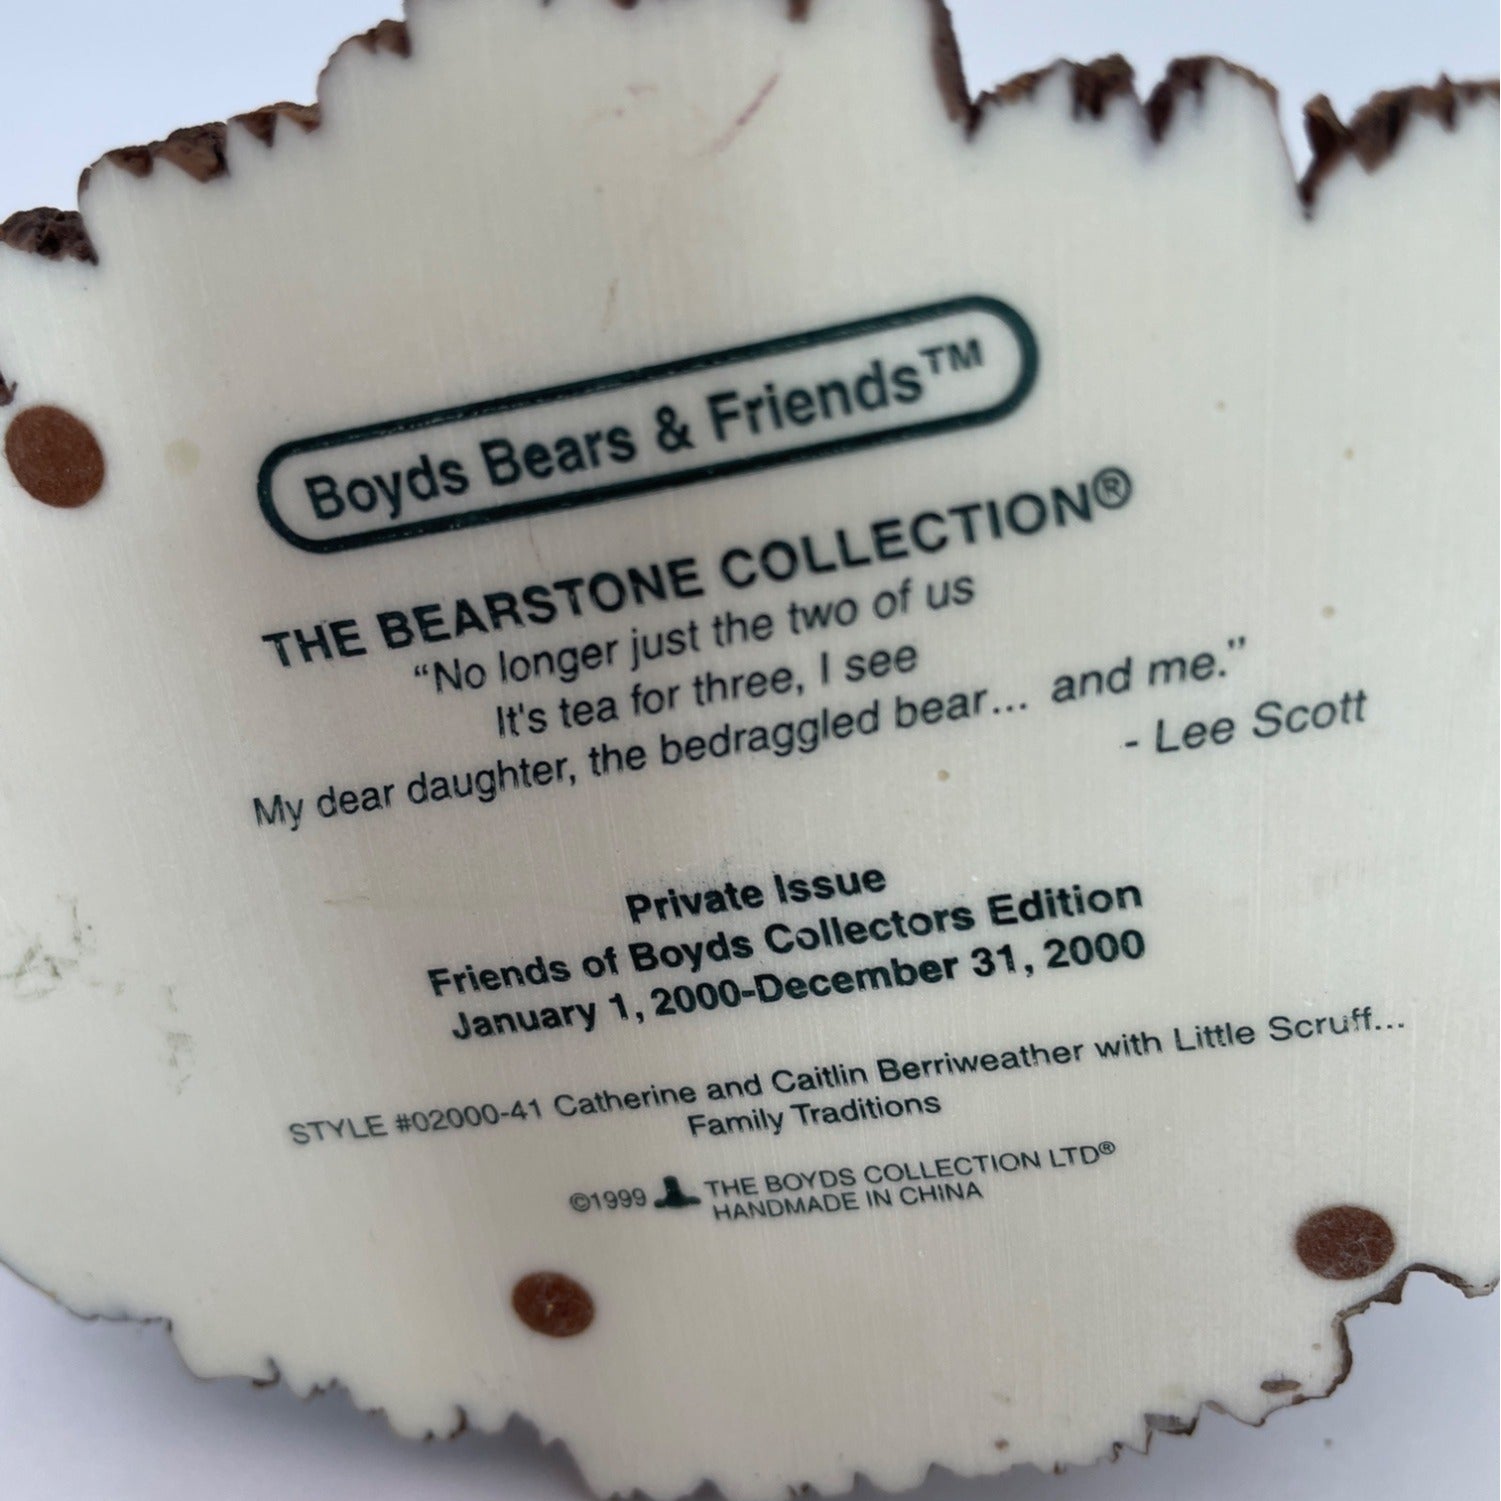 Boyds Bears & Friends™
THE BEARSTONE COLLECTION®
“No longer just the two of us
It's tea for three, I see
My dear daughter, the bedraggled bear... and me.”
- Lee Scott
Private Issue
Friends of Boyds Collectors Edition
January 1, 2000-December 31, 2000
STYLE #02000-41 Catherine and Caitlin Berriweather with Little Scruff...
Family Traditions
©1999 THE BOYDS COLLECTION LTD®
HANDMADE IN CHINA